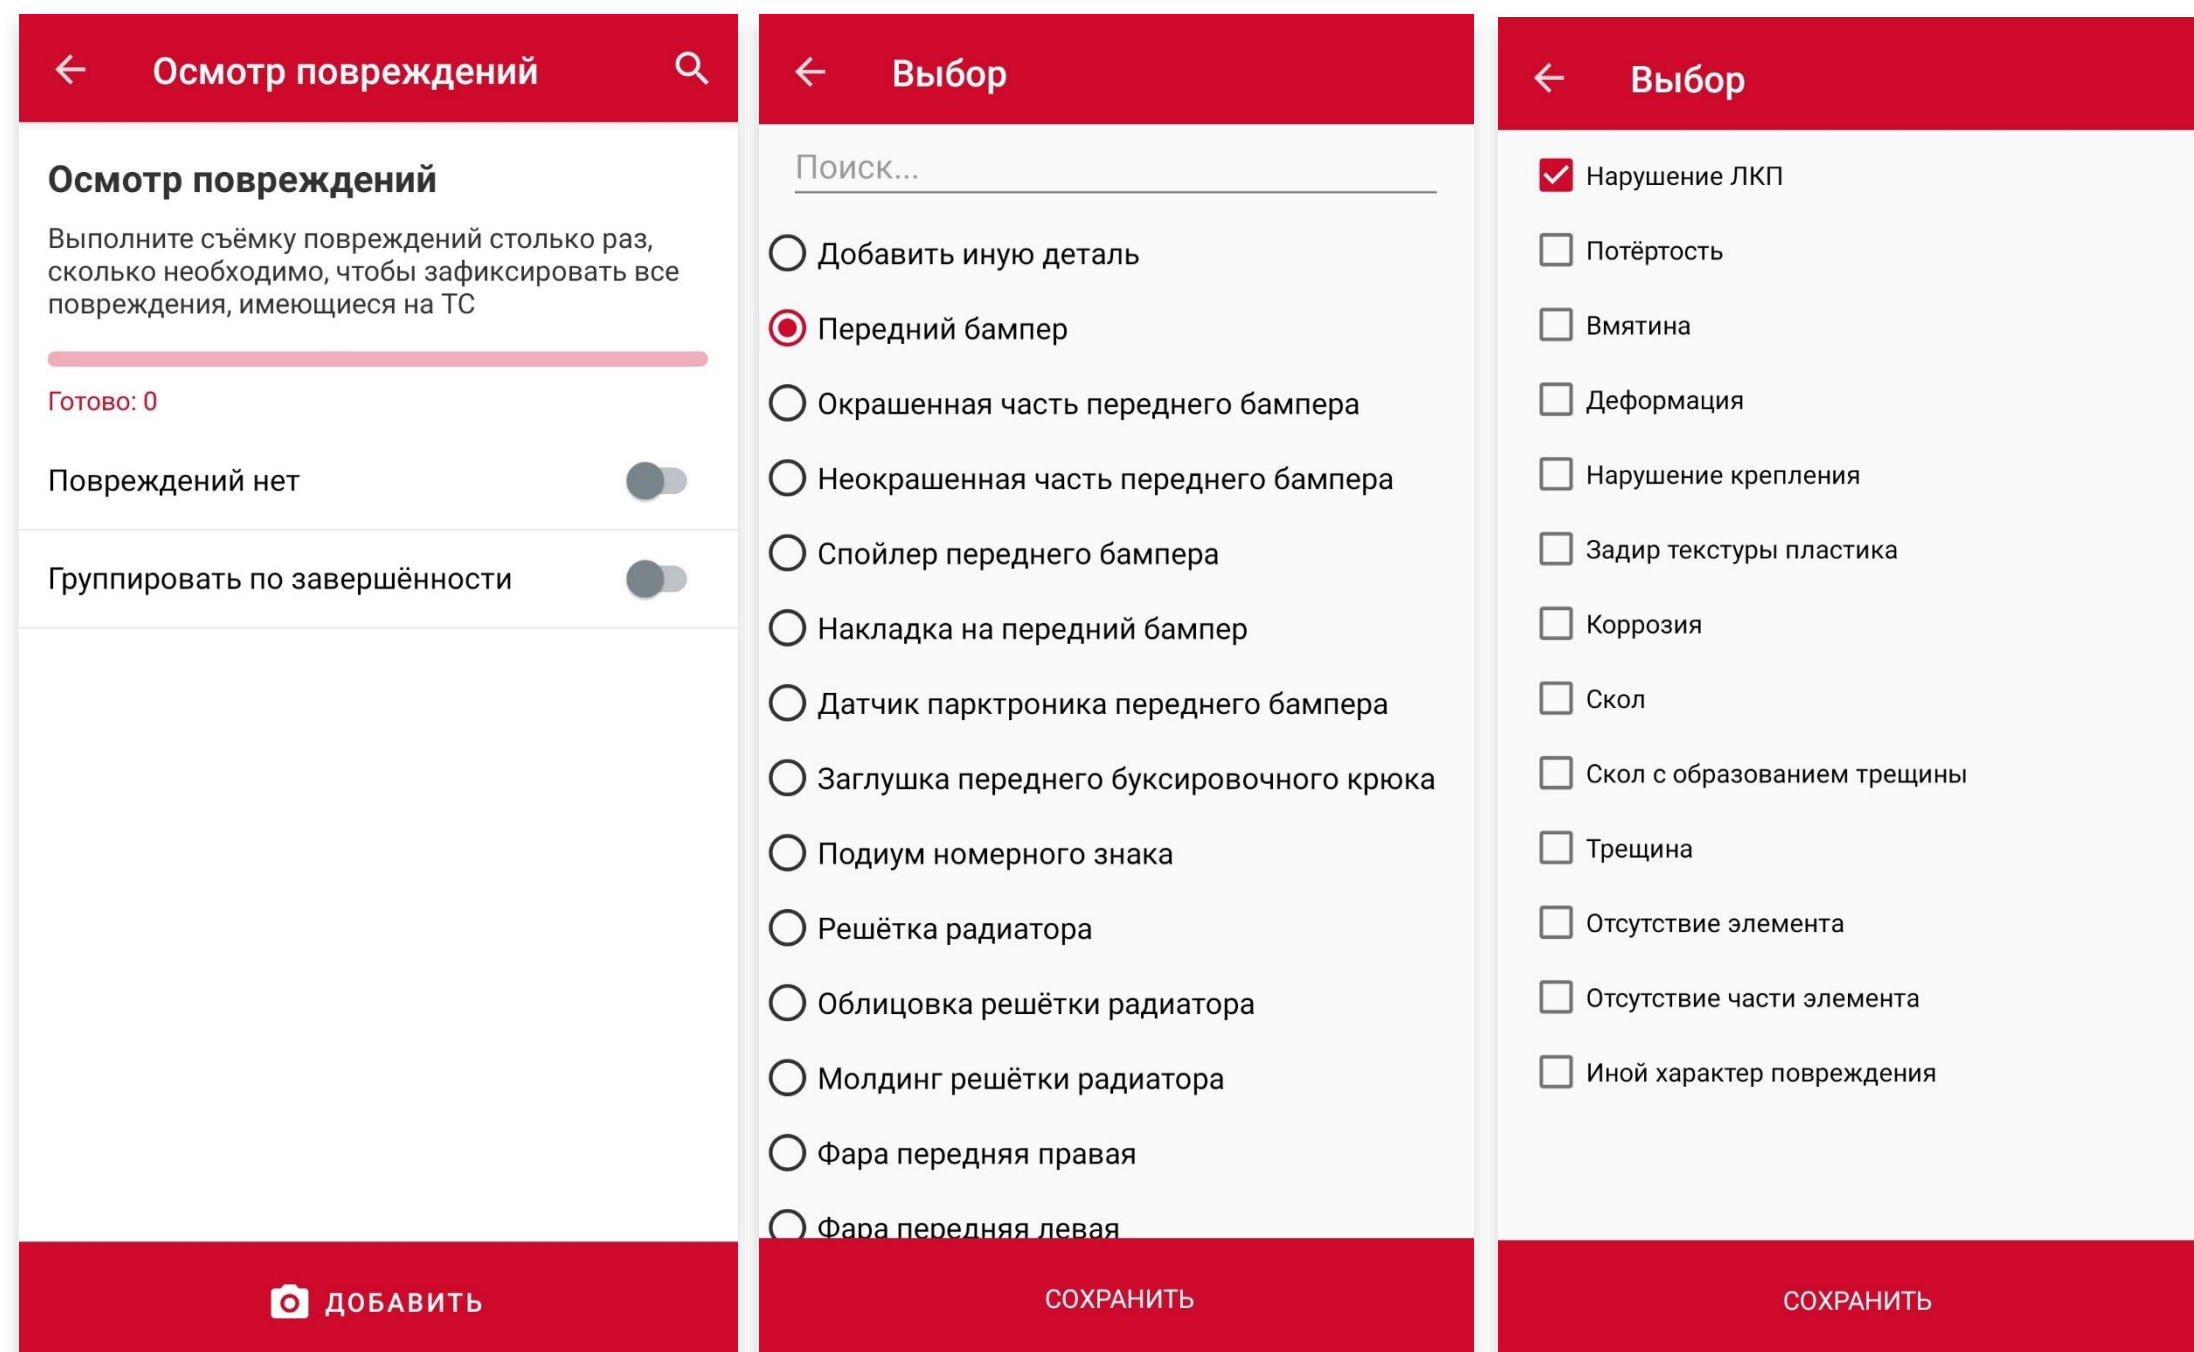 Осмотр повреждений
Осмотр повреждений
Выполните съёмку повреждений столько раз,
сколько необходимо, чтобы зафиксировать все
повреждения, имеющиеся на ТС
Готово: 0
Повреждений нет
Группировать по завершённости
ДОБАВИТЬ
Выбор
Поиск...
Добавить иную деталь
Передний бампер
Окрашенная часть переднего бампера
Неокрашенная часть переднего бампера
Спойлер переднего бампера
Накладка на передний бампер
Датчик парктроника переднего бампера
Заглушка переднего буксировочного крюка
Подиум номерного знака
Решётка радиатора
Облицовка решётки радиатора
Молдинг решётки радиатора
Фара передняя правая
Фара передняя левая
СОХРАНИТЬ
Выбор
Нарушение ЛКП
Потёртость
Вмятина
Деформация
Нарушение крепления
Задир текстуры пластика
Коррозия
Скол
Скол с образованием трещины
Трещина
Отсутствие элемента
Отсутствие части элемента
Иной характер повреждения
СОХРАНИТЬ